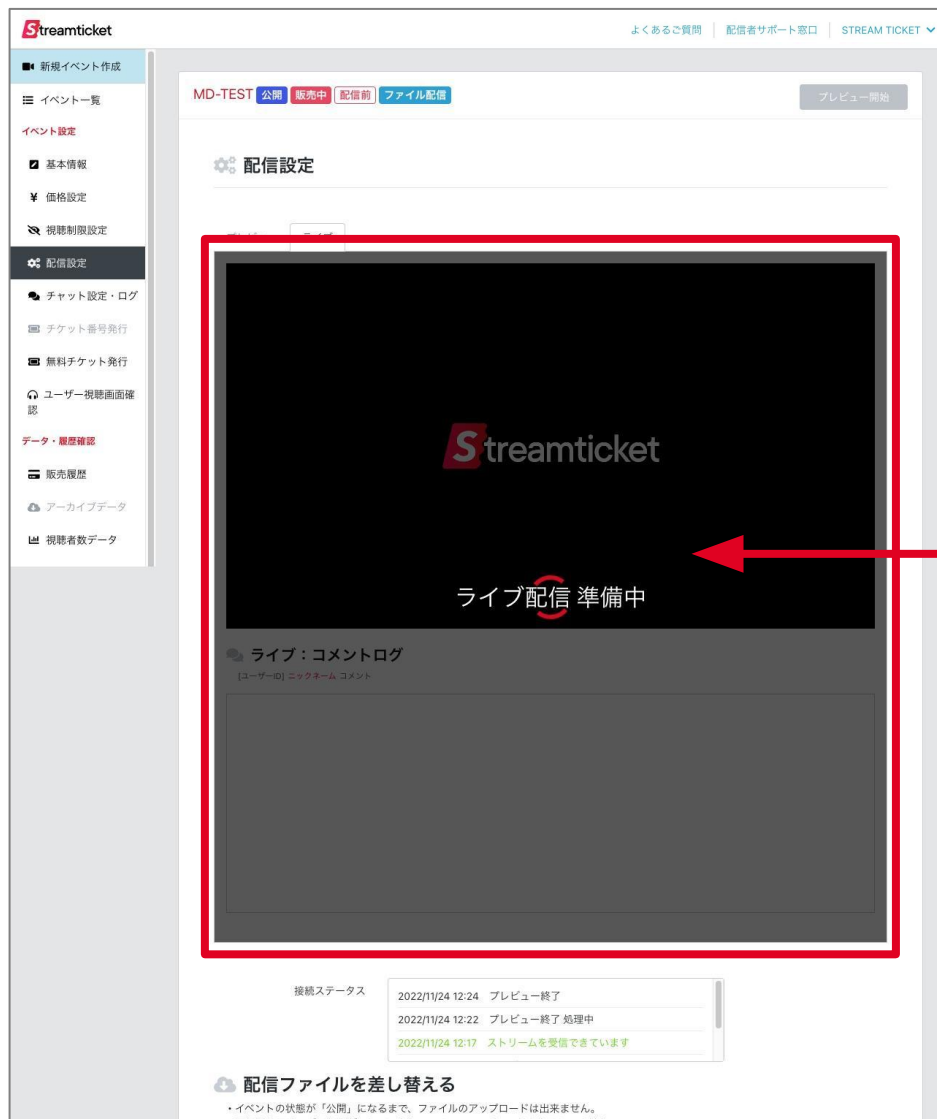 Streamticket
よくあるご質問 配信者サポート窓口 STREAM TICKET
新規イベント作成
イベント一覧
イベント設定
基本情報
価格設定
視聴制限設定
配信設定
チャット設定・ログ
チケット番号発行
無料チケット発行
ユーザー視聴画面確
認
データ・履歴確認
販売履歴
アーカイブデータ
視聴者数データ
MD-TEST 公開 販売中 配信前 ファイル配信
プレビュー開始
配信設定
Streamticket
ライブ配信 準備中
ライブ：コメントログ
[ユーザーID] ニックネーム コメント
接続ステータス
2022/11/24 12:24 プレビュー終了
2022/11/24 12:22 プレビュー終了 処理中
2022/11/24 12:17 ストリームを受信できています
配信ファイルを差し替える
・イベントの状態が「公開」になるまで、ファイルのアップロードは出来ません。